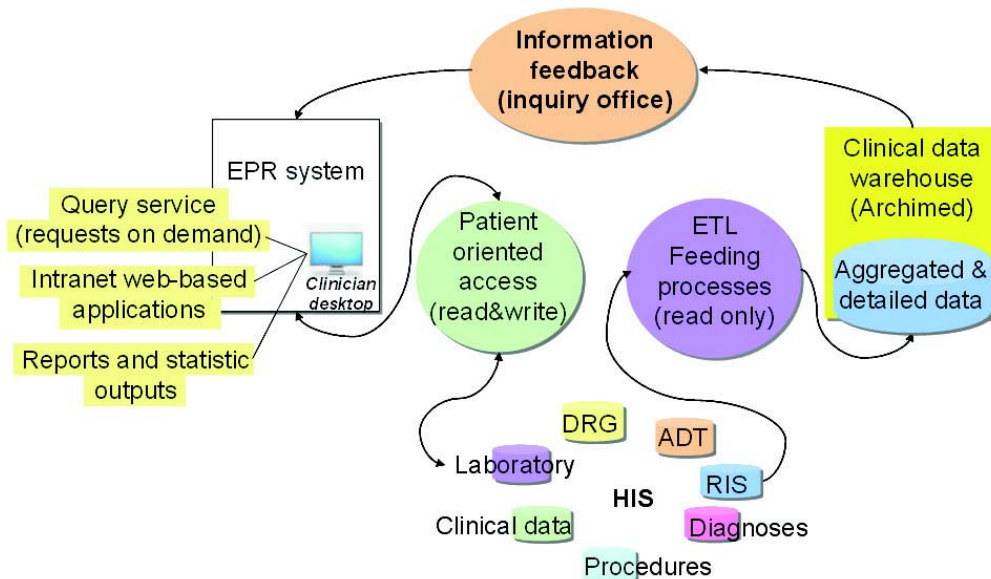 Information
feedback
(inquiry office)
EPR system
Query service
(requests on demand)
Intranet web-based
applications
Reports and statistic
outputs
Clinician
desktop
Patient
oriented
access
(read&write)
ETL
Feeding
processes
(read only)
Clinical data
warehouse
(Archimed)
Aggregated &
detailed data
DRG
ADT
Laboratory
RIS
HIS
Clinical data
Diagnoses
Procedures